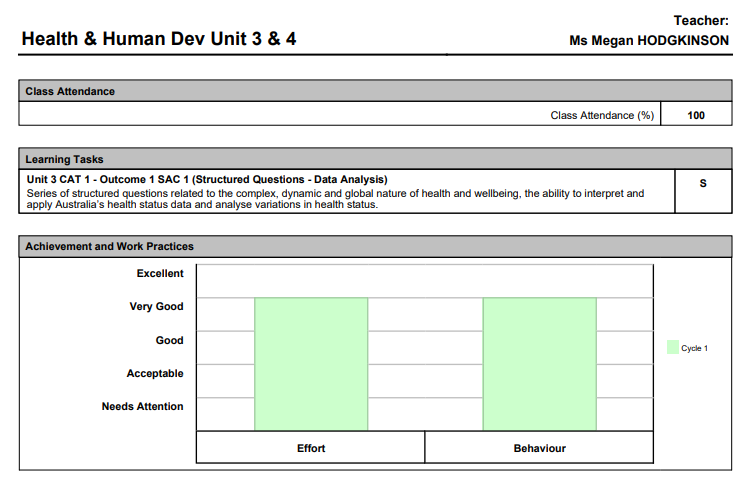 Teacher:
Health & Human Dev Unit 3 & 4
Ms Megan HODGKINSON
Class Attendance
Class Attendance (%)
100
Learning Tasks
Unit 3 CAT 1 - Outcome 1 SAC 1 (Structured Questions - Data Analysis)
S
Series of structured questions related to the complex, dynamic and global nature of health and wellbeing, the ability to interpret and
apply Australia's health status data and analyse variations in health status.
Achievement and Work Practices
Excellent
Very Good
Good
Acceptable
Needs Attention
Cycle 1
Effort
Behaviour